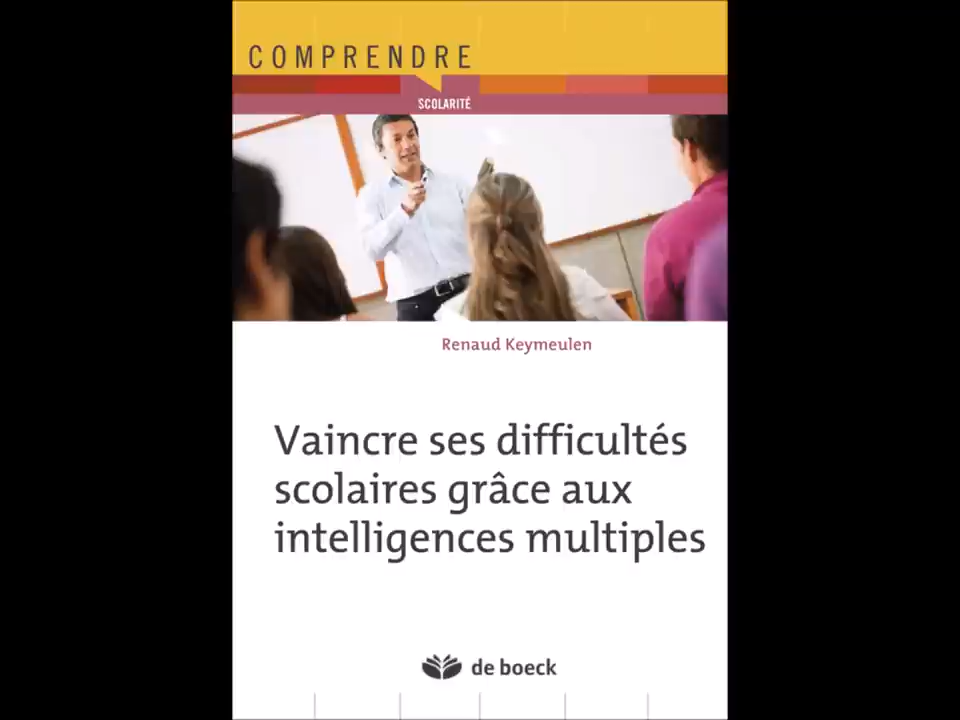 COMPRENDRE
SCOLARITÉ
Renaud Keymeulen
Vaincre ses difficultés
scolaires grâce aux
intelligences multiples
de boeck